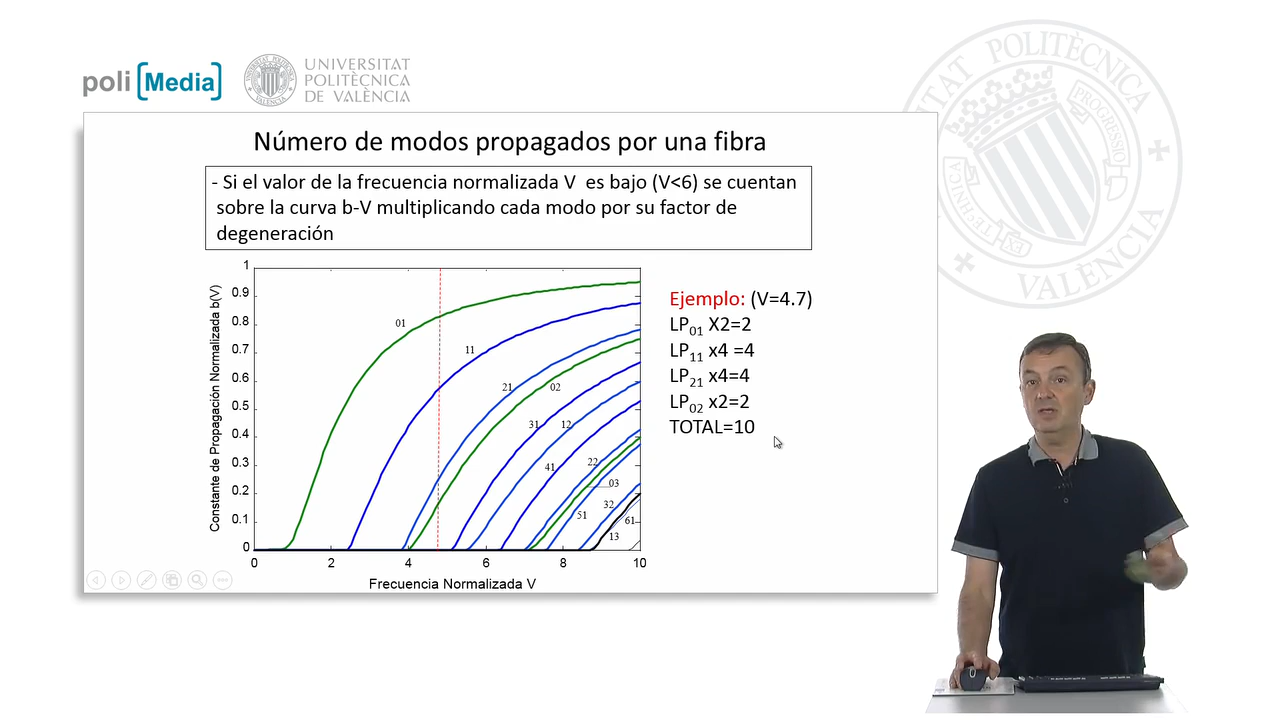 poli [Media]
UNIVERSITAT
POLITÈCNICA
DE VALÈNCIA
POLITÈCNICA
PROGRESSIO
VALÈNCIA
Número de modos propagados por una fibra
- Si el valor de la frecuencia normalizada V es bajo (V<6) se cuentan
sobre la curva b-V multiplicando cada modo por su factor de
degeneración
Constante de Propagación Normalizada b(V)
1
0.9
0.8
0.7
0.6
0.5
0.4
0.3
0.2
0.1
0
01
11
21
02
31
12
41
22
03
32
51
61
13
0 2 4 6 8 10
Frecuencia Normalizada V
Ejemplo: (V=4.7)
LP01 X2=2
LP11 x4 =4
LP21 x4=4
LP02 x2=2
TOTAL=10